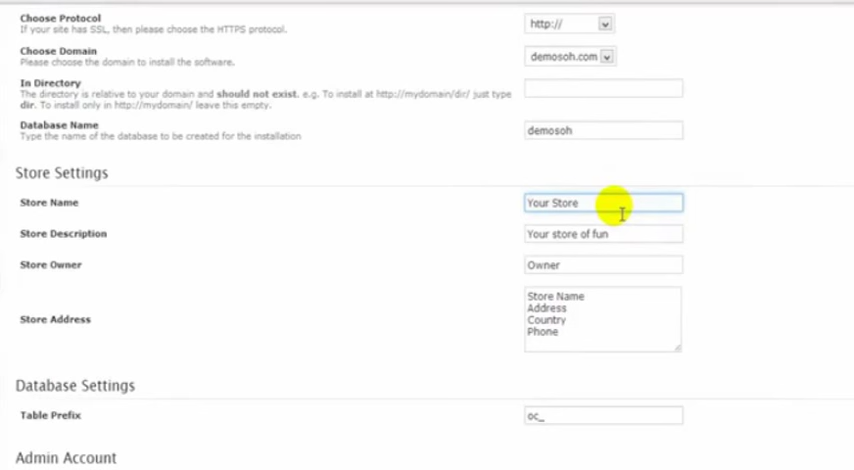 Choose Protocol
If your site has SSL, then please choose the HTTPS protocol.
http://
Choose Domain
Please choose the domain to install the software.
demosoh.com
In Directory
The directory is relative to your domain and should not exist. e.g. To install at http://mydomain/dir/ just type
dir. To install only in http://mydomain/ leave this empty.
Database Name
Type the name of the database to be created for the installation
demosoh
Store Settings
Store Name
Your Store
Store Description
Your store of fun
Store Owner
Owner
Store Address
Store Name
Address
Country
Phone
Database Settings
Table Prefix
oc_
Admin Account